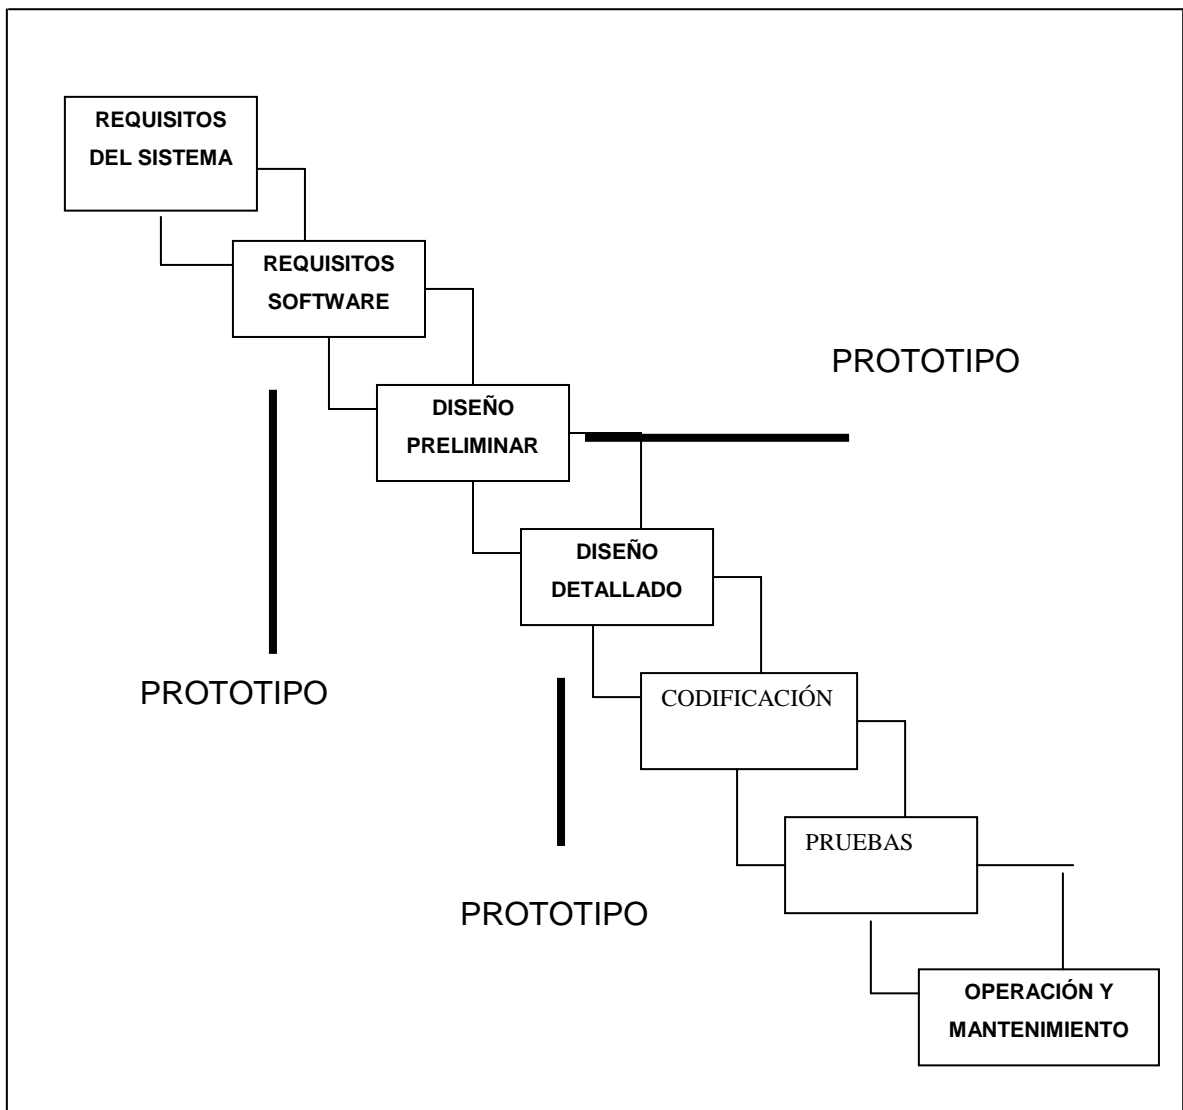 REQUISITOS
DEL SISTEMA
REQUISITOS
SOFTWARE
PROTOTIPO
DISEÑO
PRELIMINAR
DISEÑO
DETALLADO
PROTOTIPO
CODIFICACIÓN
PRUEBAS
PROTOTIPO
OPERACIÓN Y
MANTENIMIENTO